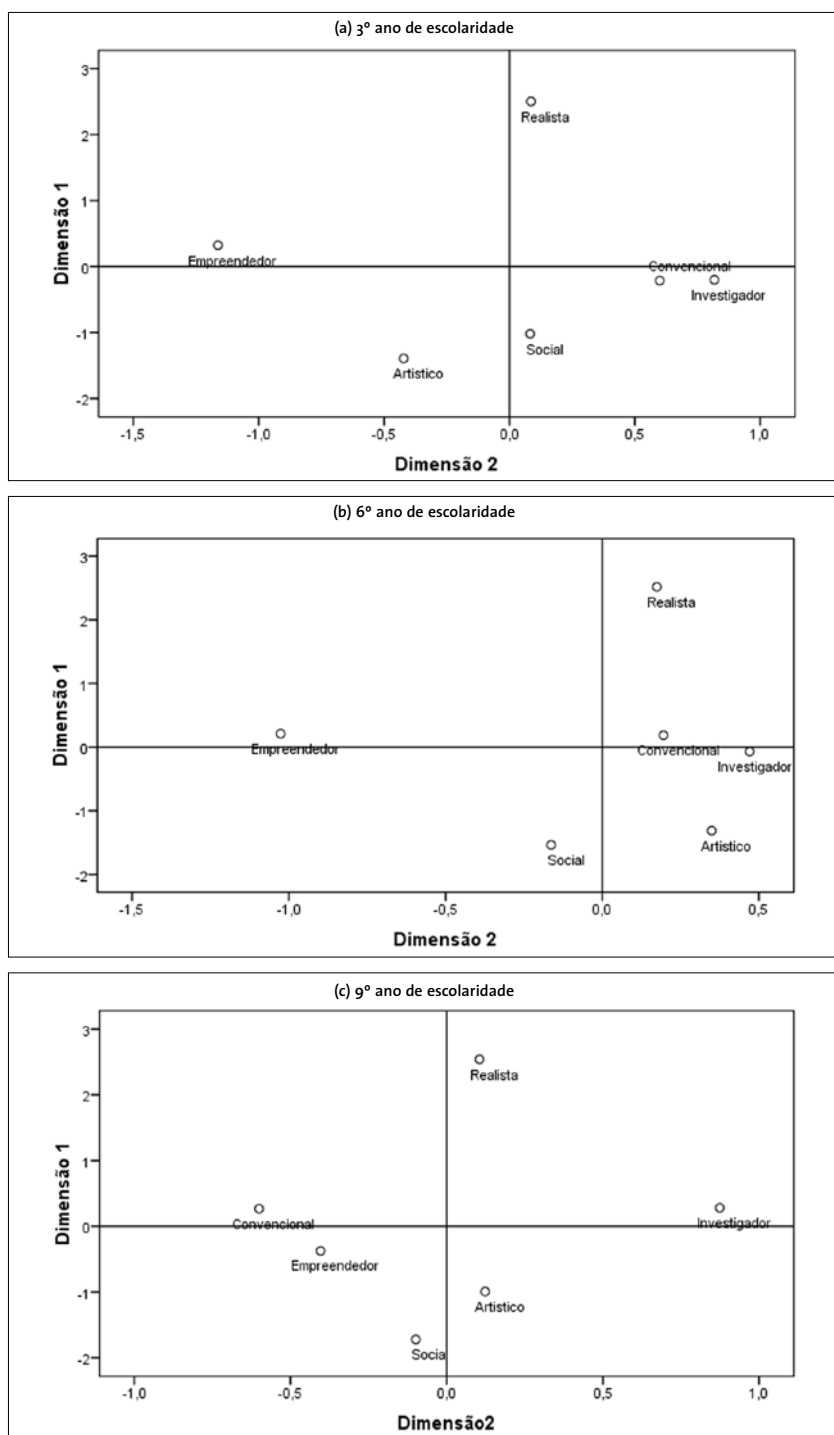 (a) 3º ano de escolaridade
3
2
1
0
-1
-2
Dimensão 1
Realista
Empreendedor
Convencional
Investigador
Social
Artistico
-1,5 -1,0 -0,5 0,0 0,5 1,0
Dimensão 2
(b) 6º ano de escolaridade
3
2
1
0
-1
-2
Dimensão 1
Realista
Empreendedor
Convencional
Investigador
Social
Artistico
-1,5 -1,0 -0,5 0,0 0,5
Dimensão 2
(c) 9º ano de escolaridade
3
2
1
0
-1
-2
Dimensão 1
Realista
Convencional
Investigador
Empreendedor
Artistico
Socia
-1,0 -0,5 0,0 0,5 1,0
Dimensão2